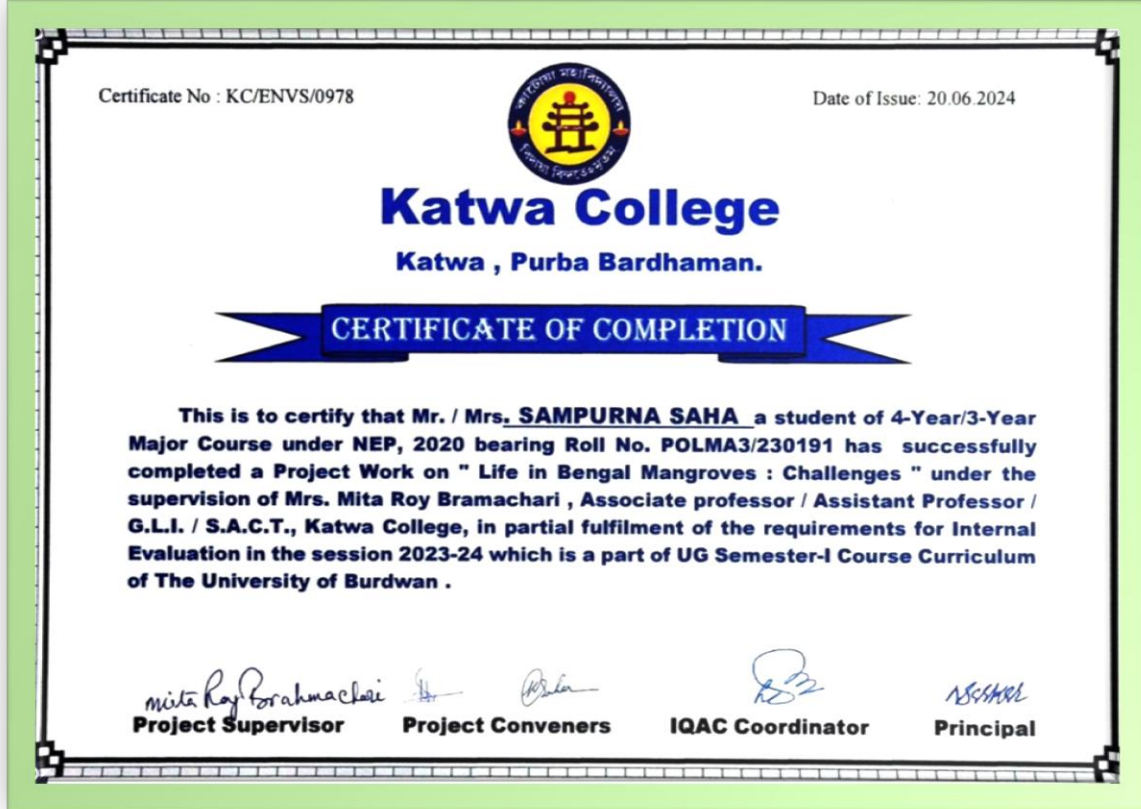 Certificate No : KC/ENVS/0978
Date of Issue: 20.06.2024
কাটোয়া মহাবিদ্যালয়
Katwa College
Katwa , Purba Bardhaman.
CERTIFICATE OF COMPLETION
This is to certify that Mr. / Mrs. SAMPURNA SAHA a student of 4-Year/3-Year
Major Course under NEP, 2020 bearing Roll No. POLMA3/230191 has successfully
completed a Project Work on " Life in Bengal Mangroves : Challenges " under the
supervision of Mrs. Mita Roy Bramachari , Associate professor / Assistant Professor /
G.L.I. / S.A.C.T., Katwa College, in partial fulfilment of the requirements for Internal
Evaluation in the session 2023-24 which is a part of UG Semester-I Course Curriculum
of The University of Burdwan .
Mita Roy Brahmachari
Project Supervisor
Project Conveners
IQAC Coordinator
Principal